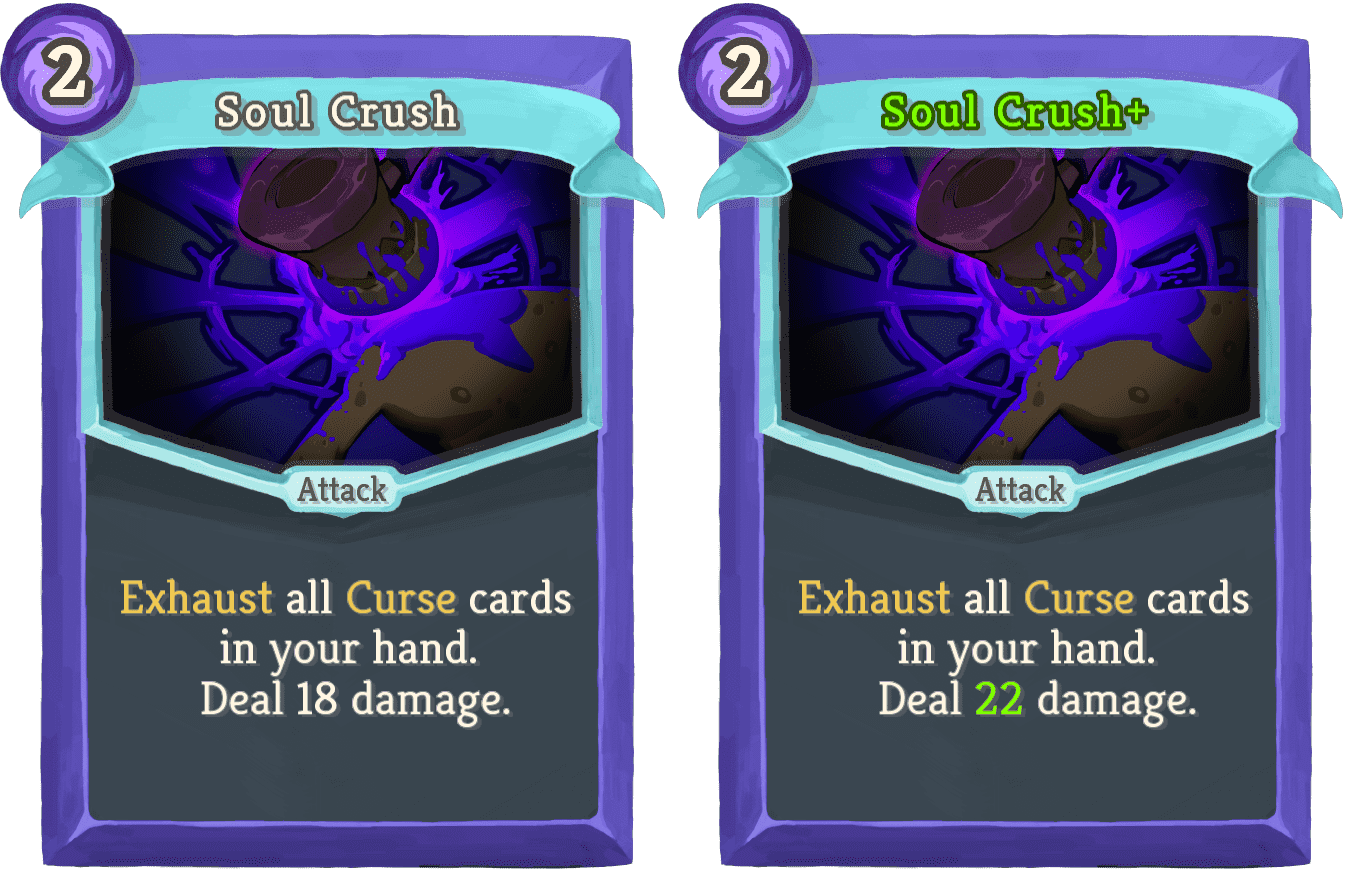 2
Soul Crush
Attack
Exhaust all Curse cards
in your hand.
Deal 18 damage.
2
Soul Crush+
Attack
Exhaust all Curse cards
in your hand.
Deal 22 damage.